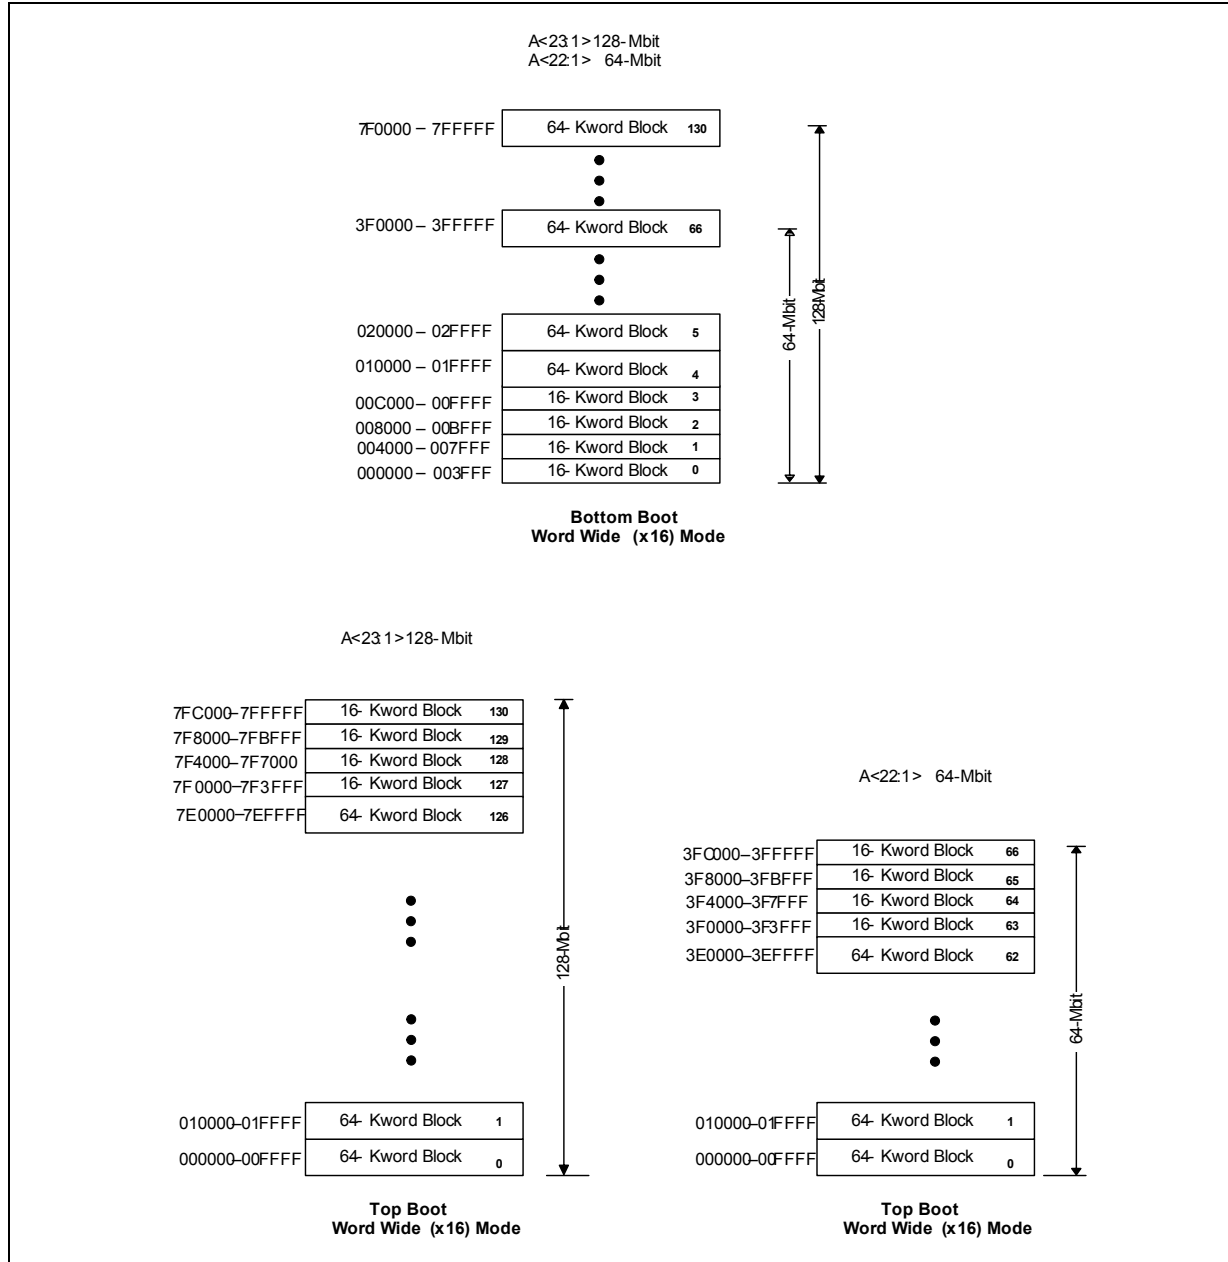 A<23:1>128-Mbit
A<22:1> 64-Mbit
7F0000 – 7FFFFF 64- Kword Block 130
3F0000 – 3FFFFF 64- Kword Block 66
020000 – 02FFFF 64- Kword Block 5
010000 – 01FFFF 64- Kword Block 4
00C000 – 00FFFF 16- Kword Block 3
008000 – 00BFFF 16- Kword Block 2
004000 – 007FFF 16- Kword Block 1
000000 – 003FFF 16- Kword Block 0
64-Mbit
128-Mbit
Bottom Boot
Word Wide (x16) Mode
A<23:1>128-Mbit
7FC000–7FFFFF 16- Kword Block 130
7F8000–7FBFFF 16- Kword Block 129
7F4000–7F7000 16- Kword Block 128
7F0000–7F3FFF 16- Kword Block 127
7E0000–7EFFFF 64- Kword Block 126
128-Mbit
010000–01FFFF 64- Kword Block 1
000000–00FFFF 64- Kword Block 0
Top Boot
Word Wide (x16) Mode
A<22:1> 64-Mbit
3FC000–3FFFFF 16- Kword Block 66
3F8000–3FBFFF 16- Kword Block 65
3F4000–3F7FFF 16- Kword Block 64
3F0000–3F3FFF 16- Kword Block 63
3E0000–3EFFFF 64- Kword Block 62
64-Mbit
010000–01FFFF 64- Kword Block 1
000000–00FFFF 64- Kword Block 0
Top Boot
Word Wide (x16) Mode